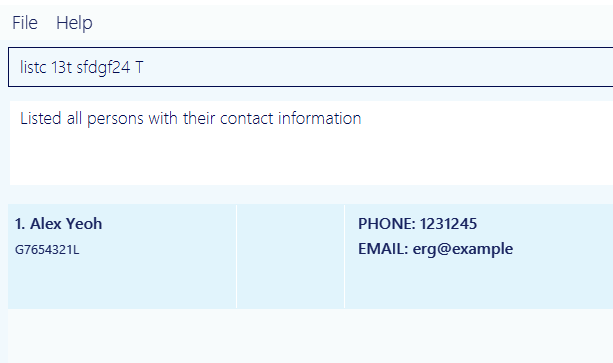 File Help
listc 13t sfdgf24 T
Listed all persons with their contact information
1. Alex Yeoh
G7654321L
PHONE: 1231245
EMAIL: erg@example